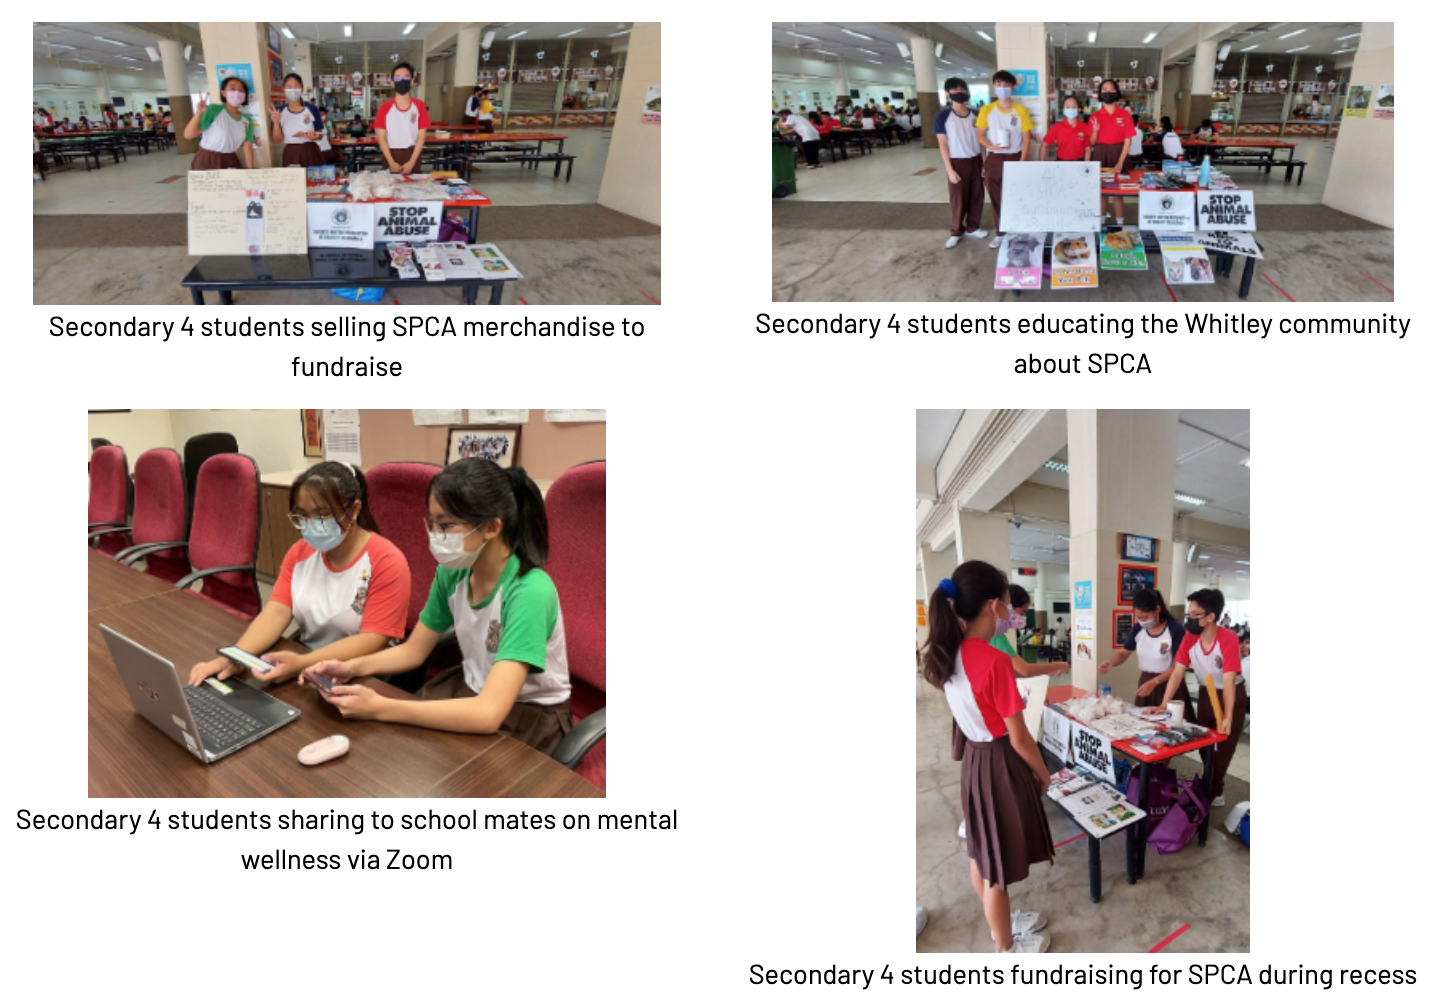 STOP
ANIMAL
ABUSE
STOP
ANIMAL
ABUSE
Secondary 4 students selling SPCA merchandise to
fundraise
Secondary 4 students educating the Whitley community
about SPCA
Secondary 4 students sharing to school mates on mental
wellness via Zoom
STOP
ANIMAL
ABUSE
Secondary 4 students fundraising for SPCA during recess